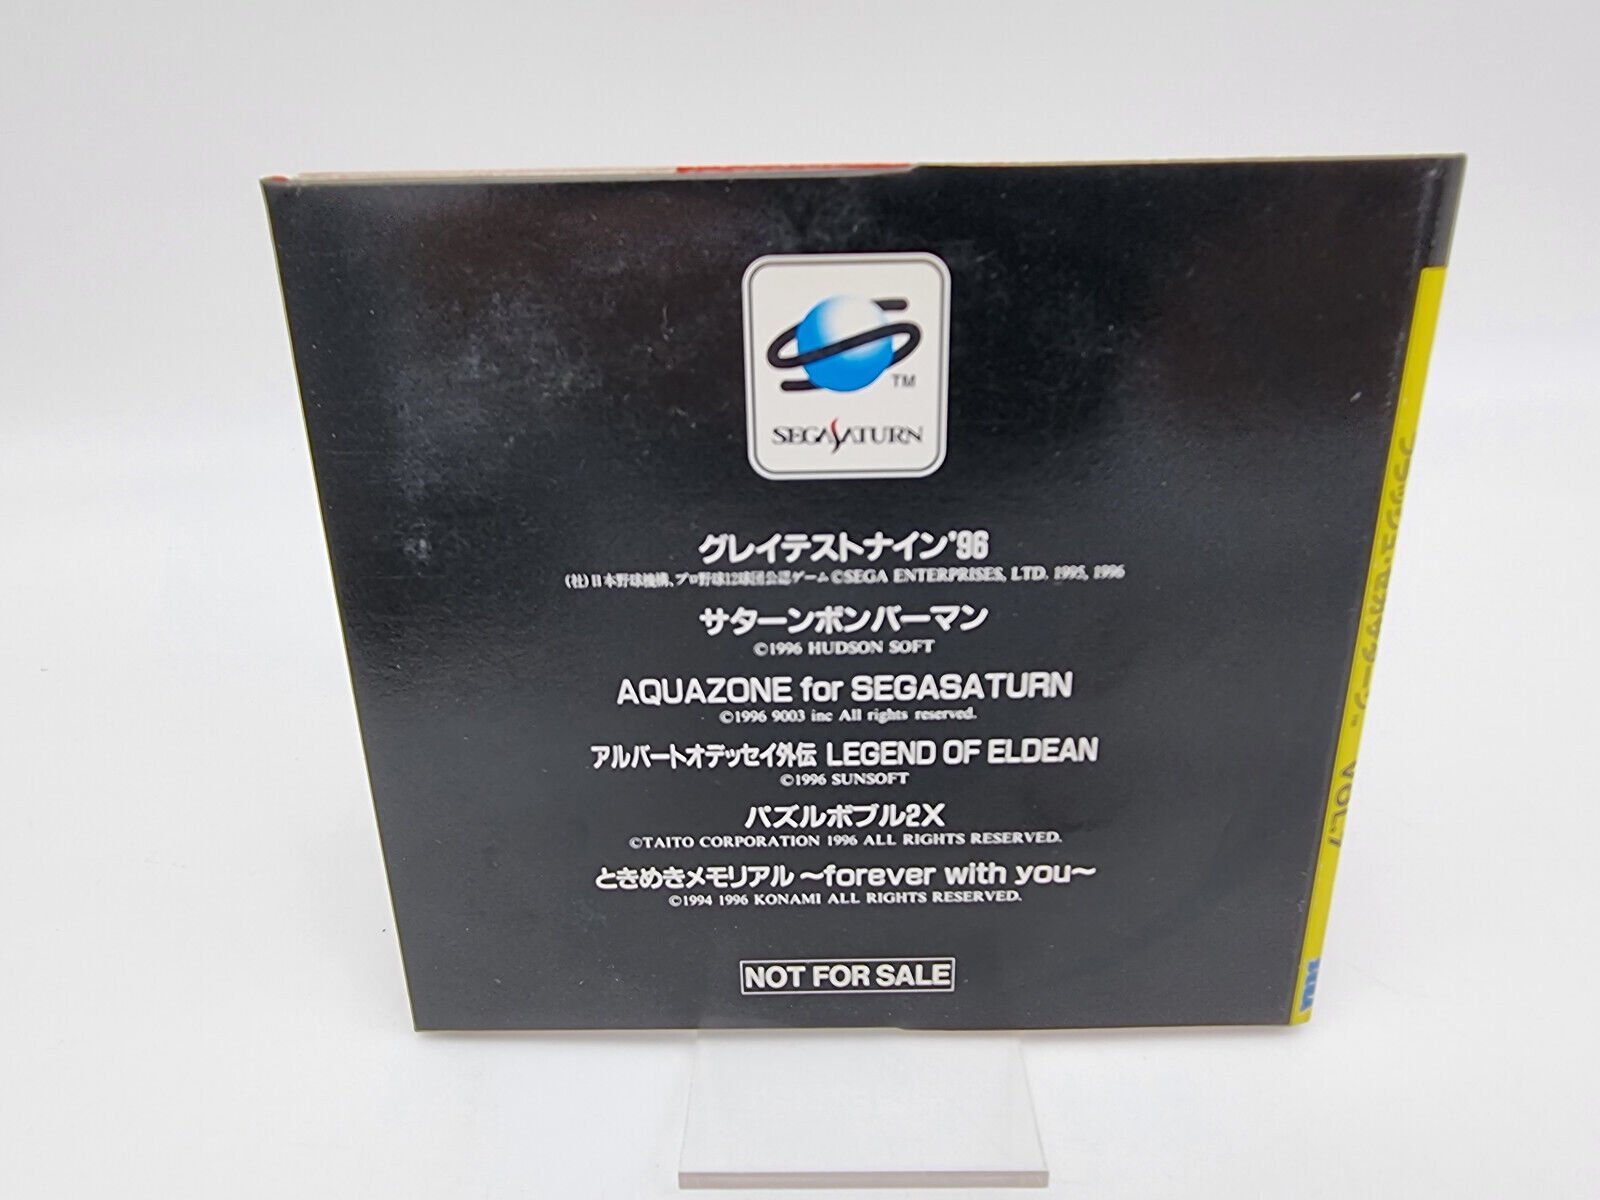 TM
SEGA SATURN
グレイテストナイン'96
(社)日本野球機構、プロ野球12球団公認ゲーム ©SEGA ENTERPRISES, LTD. 1995, 1996
サターンボンバーマン
©1996 HUDSON SOFT
AQUAZONE for SEGASATURN
©1996 9003 inc All rights reserved.
アルバートオデッセイ外伝 LEGEND OF ELDEAN
©1996 SUNSOFT
パズルボブル2X
©TAITO CORPORATION 1996 ALL RIGHTS RESERVED.
ときめきメモリアル ～forever with you～
©1994 1996 KONAMI ALL RIGHTS RESERVED.
NOT FOR SALE
VOL.7